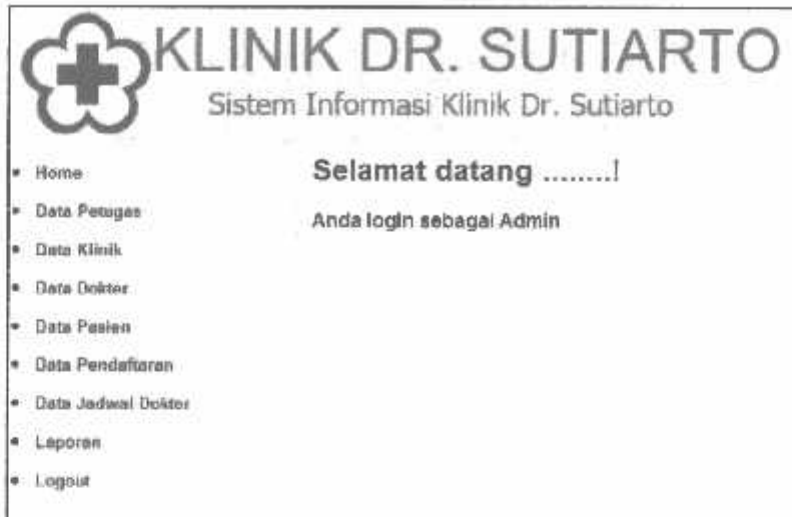 KLINIK DR. SUTIARTO
Sistem Informasi Klinik Dr. Sutiarto
Home
Data Petugas
Data Klinik
Data Dokter
Data Pasien
Data Pendaftaran
Data Jadwal Dokter
Laporan
Logout
Selamat datang ........!
Anda login sebagai Admin